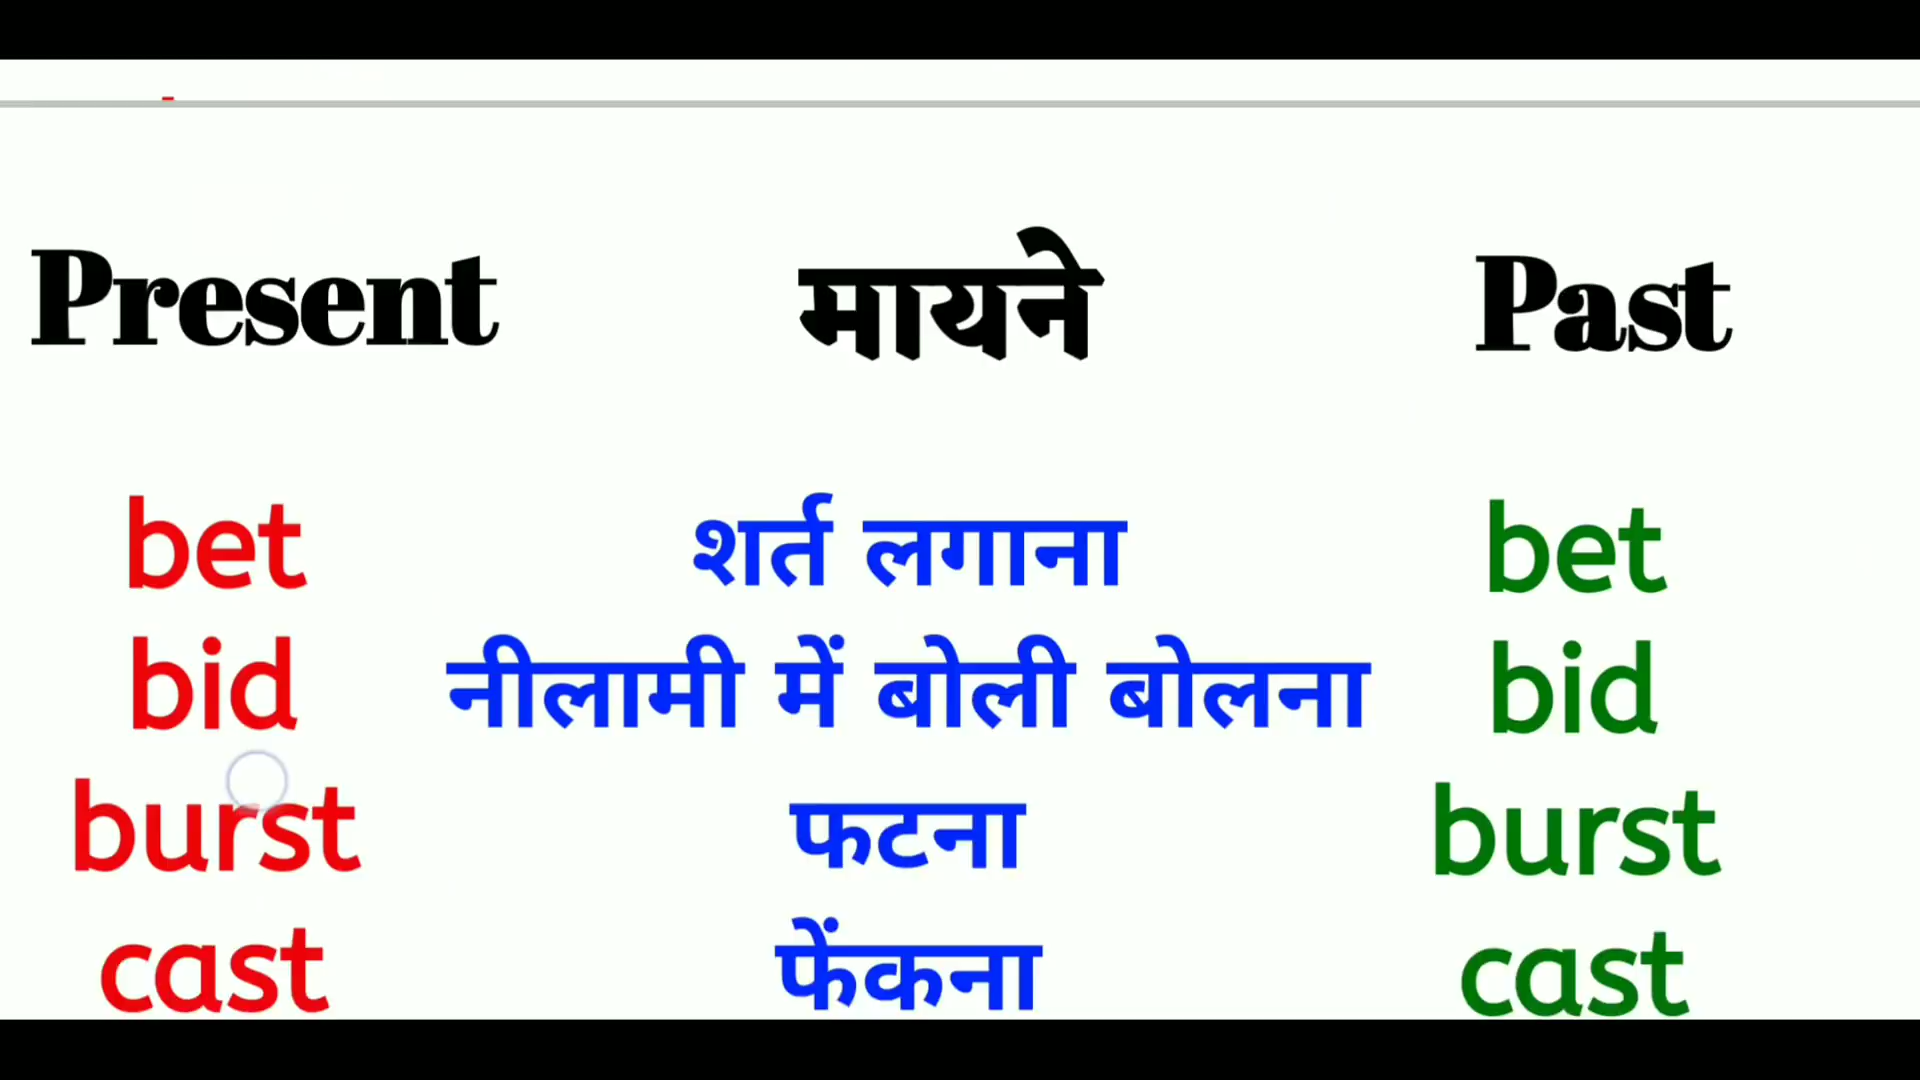 Present मायने Past
bet शर्त लगाना bet
bid नीलामी में बोली बोलना bid
burst फटना burst
cast फेंकना cast